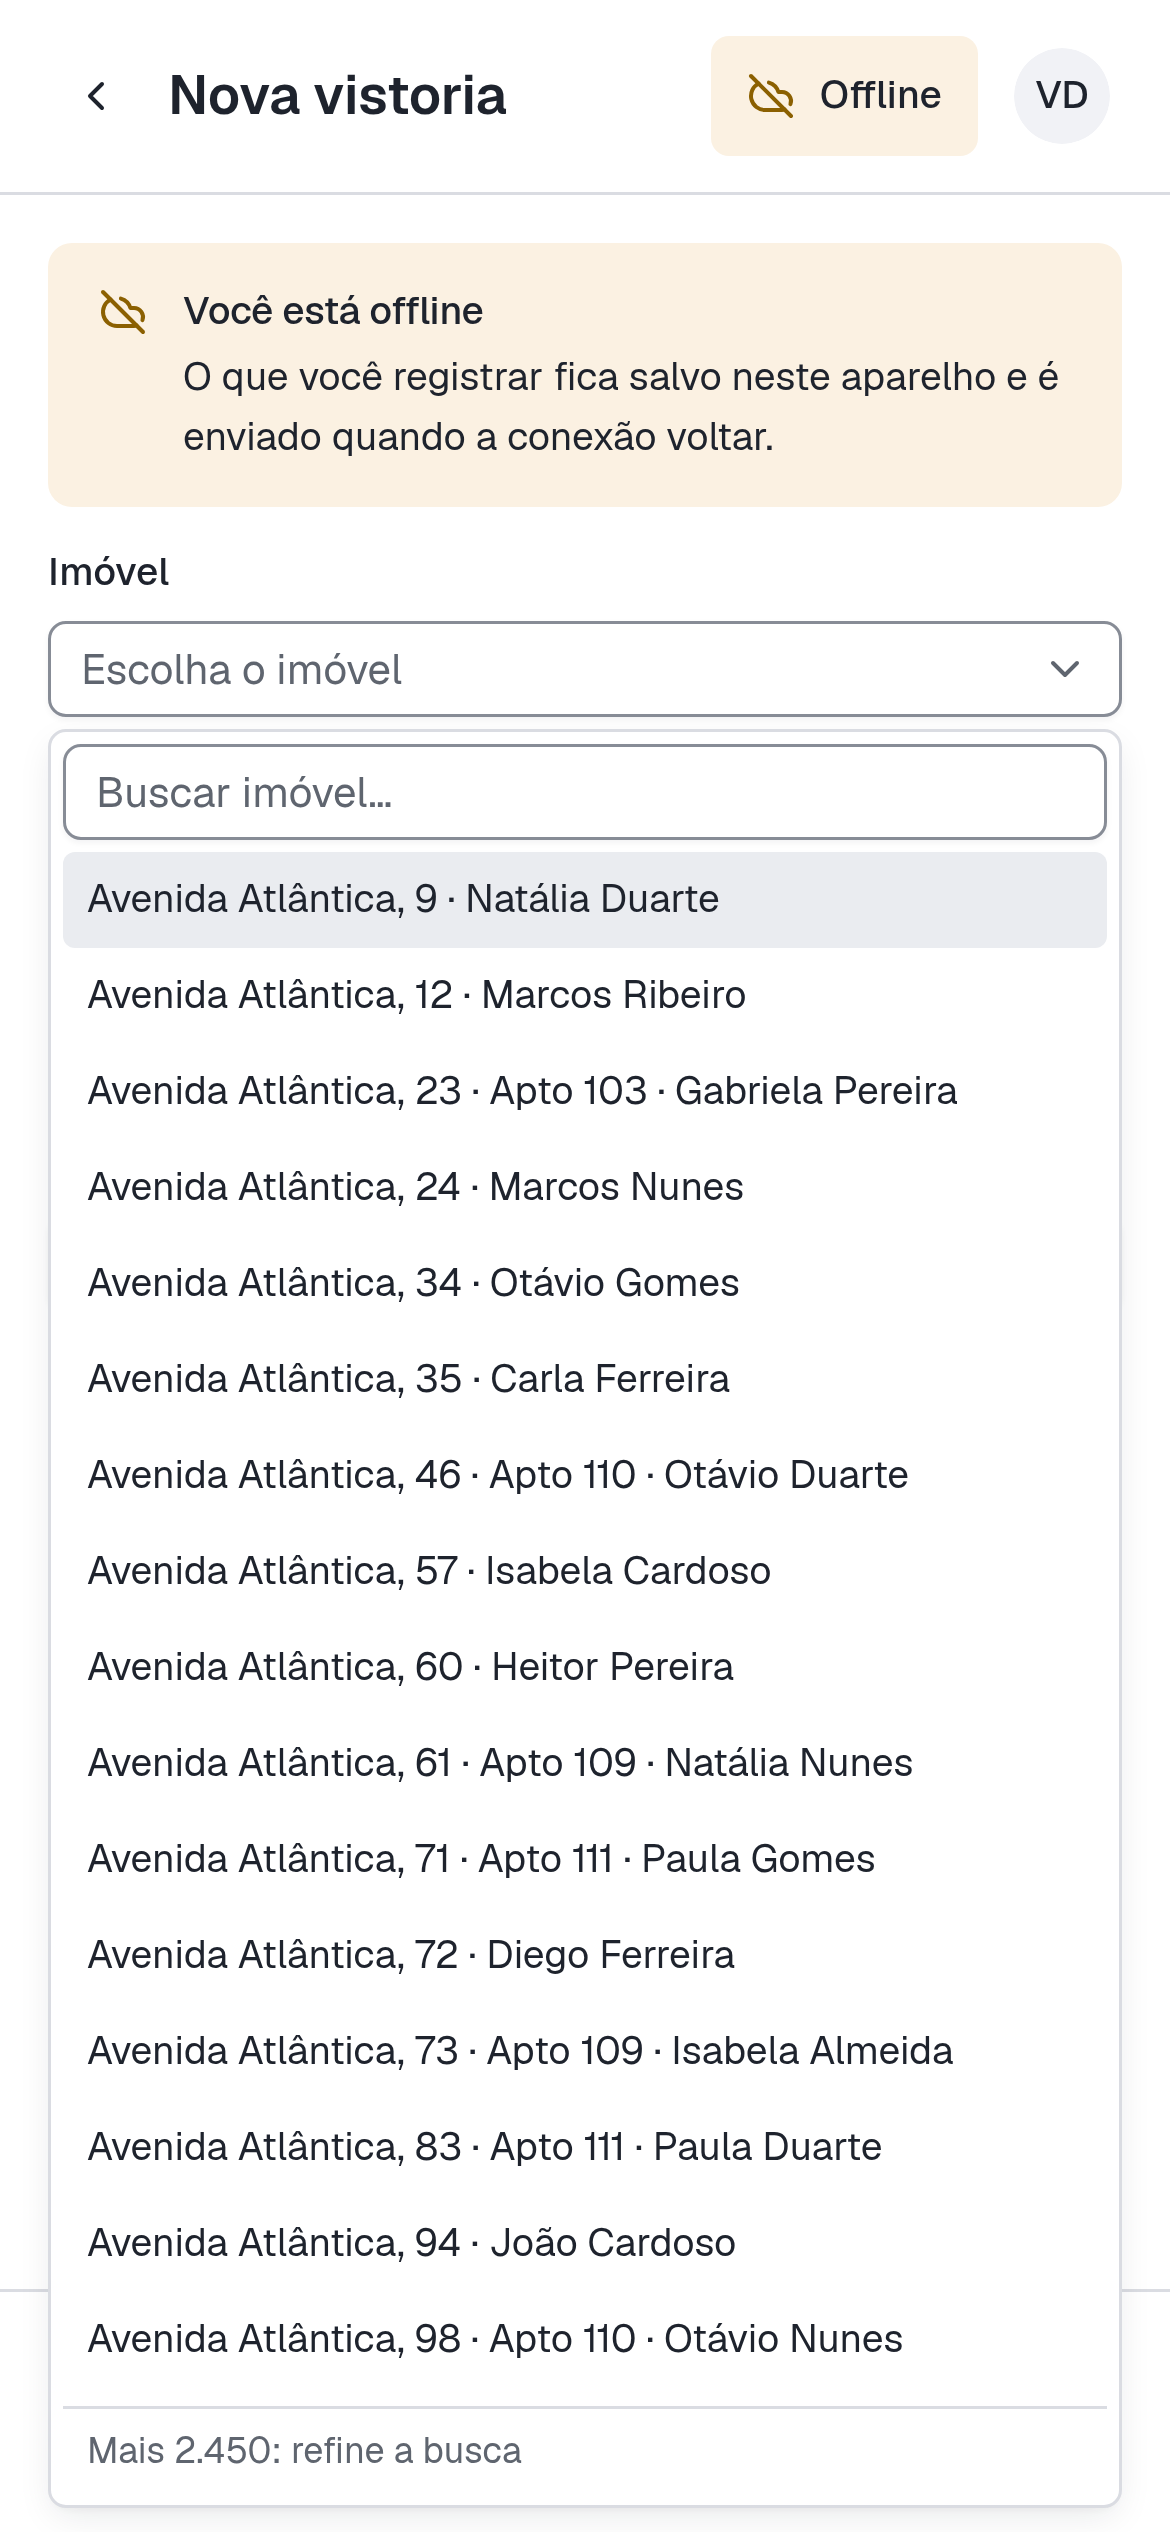 Nova vistoria
Offline
VD
Você está offline
O que você registrar fica salvo neste aparelho e é
enviado quando a conexão voltar.
Imóvel
Escolha o imóvel
Buscar imóvel...
Avenida Atlântica, 9 · Natália Duarte
Avenida Atlântica, 12 · Marcos Ribeiro
Avenida Atlântica, 23 · Apto 103 · Gabriela Pereira
Avenida Atlântica, 24 · Marcos Nunes
Avenida Atlântica, 34 · Otávio Gomes
Avenida Atlântica, 35 · Carla Ferreira
Avenida Atlântica, 46 · Apto 110 · Otávio Duarte
Avenida Atlântica, 57 · Isabela Cardoso
Avenida Atlântica, 60 · Heitor Pereira
Avenida Atlântica, 61 · Apto 109 · Natália Nunes
Avenida Atlântica, 71 · Apto 111 · Paula Gomes
Avenida Atlântica, 72 · Diego Ferreira
Avenida Atlântica, 73 · Apto 109 · Isabela Almeida
Avenida Atlântica, 83 · Apto 111 · Paula Duarte
Avenida Atlântica, 94 · João Cardoso
Avenida Atlântica, 98 · Apto 110 · Otávio Nunes
Mais 2.450: refine a busca